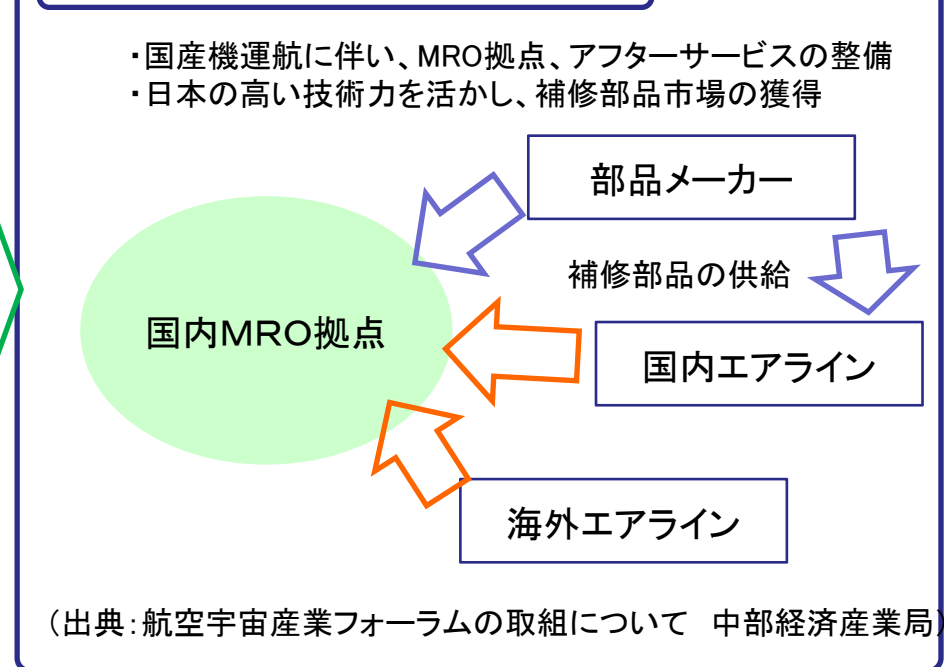 ・国産機運航に伴い、MRO拠点、アフターサービスの整備
・日本の高い技術力を活かし、補修部品市場の獲得
部品メーカー
補修部品の供給
国内ＭＲＯ拠点
国内エアライン
海外エアライン
（出典：航空宇宙産業フォーラムの取組について　中部経済産業局）